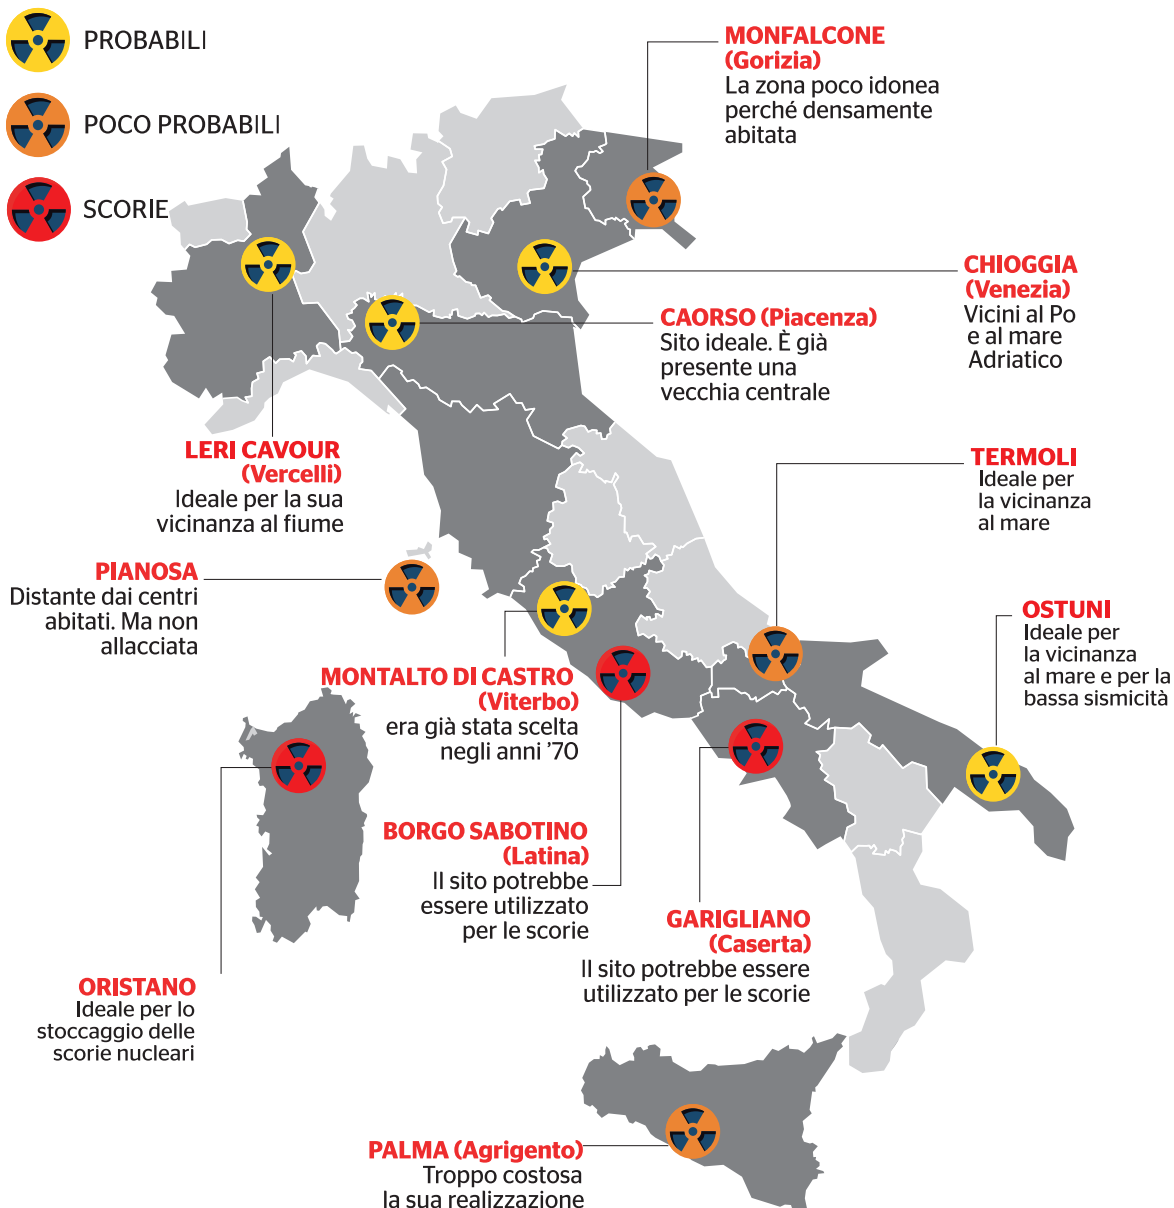 PROBABILI
POCO PROBABILI
SCORIE
MONFALCONE
(Gorizia)
La zona poco idonea
perché densamente
abitata
CHIOGGIA
(Venezia)
Vicini al Po
e al mare
Adriatico
CAORSO (Piacenza)
Sito ideale. È già
presente una
vecchia centrale
LERI CAVOUR
(Vercelli)
Ideale per la sua
vicinanza al fiume
TERMOLI
Ideale per
la vicinanza
al mare
PIANOSA
Distante dai centri
abitati. Ma non
allacciata
OSTUNI
Ideale per
la vicinanza
al mare e per la
bassa sismicità
MONTALTO DI CASTRO
(Viterbo)
era già stata scelta
negli anni ’70
BORGO SABOTINO
(Latina)
Il sito potrebbe
essere utilizzato
per le scorie
GARIGLIANO
(Caserta)
Il sito potrebbe essere
utilizzato per le scorie
ORISTANO
Ideale per lo
stoccaggio delle
scorie nucleari
PALMA (Agrigento)
Troppo costosa
la sua realizzazione